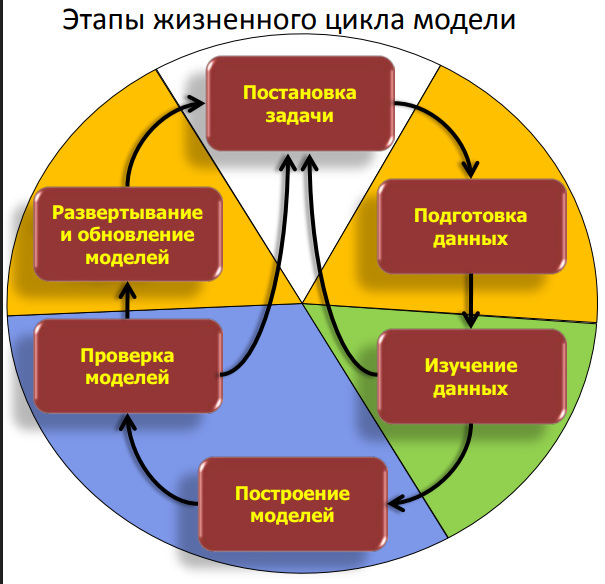 Этапы жизненного цикла модели
Постановка
задачи
Подготовка
данных
Изучение
данных
Построение
моделей
Проверка
моделей
Развертывание
и обновление
моделей